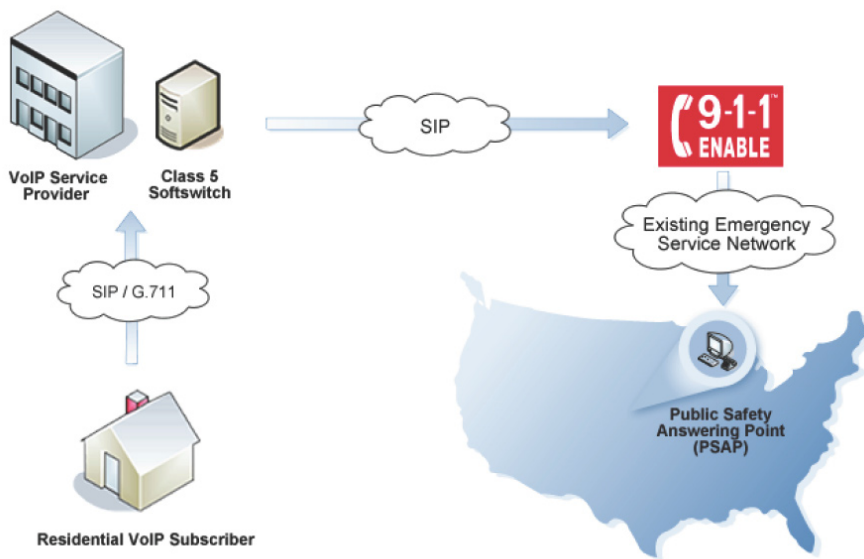 VoIP Service
Provider
Class 5
Softswitch
SIP
9-1-1™
ENABLE
Existing Emergency
Service Network
SIP / G.711
Public Safety
Answering Point
(PSAP)
Residential VoIP Subscriber